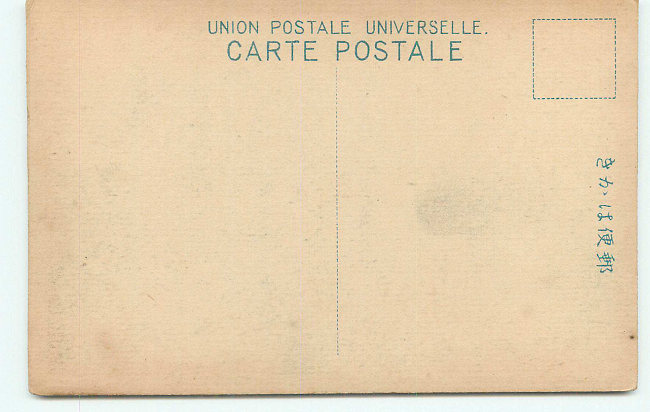 UNION POSTALE UNIVERSELLE.
CARTE POSTALE
きかは便郵